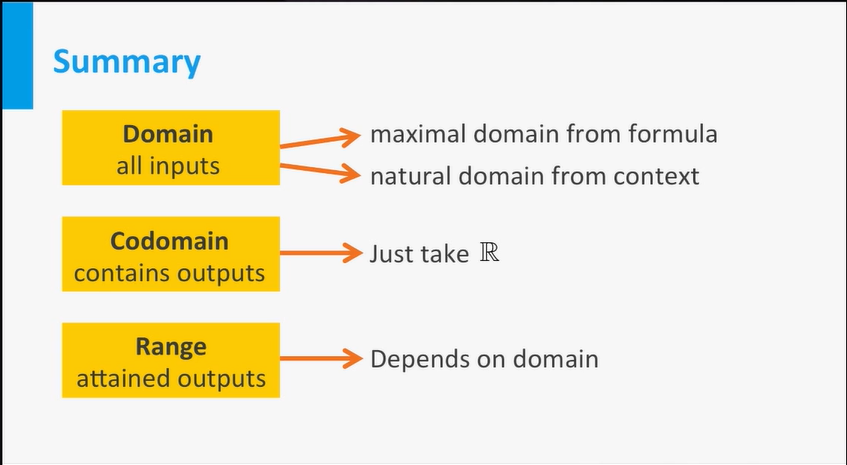 Summary
Domain
all inputs
maximal domain from formula
natural domain from context
Codomain
contains outputs
Just take ℝ
Range
attained outputs
Depends on domain